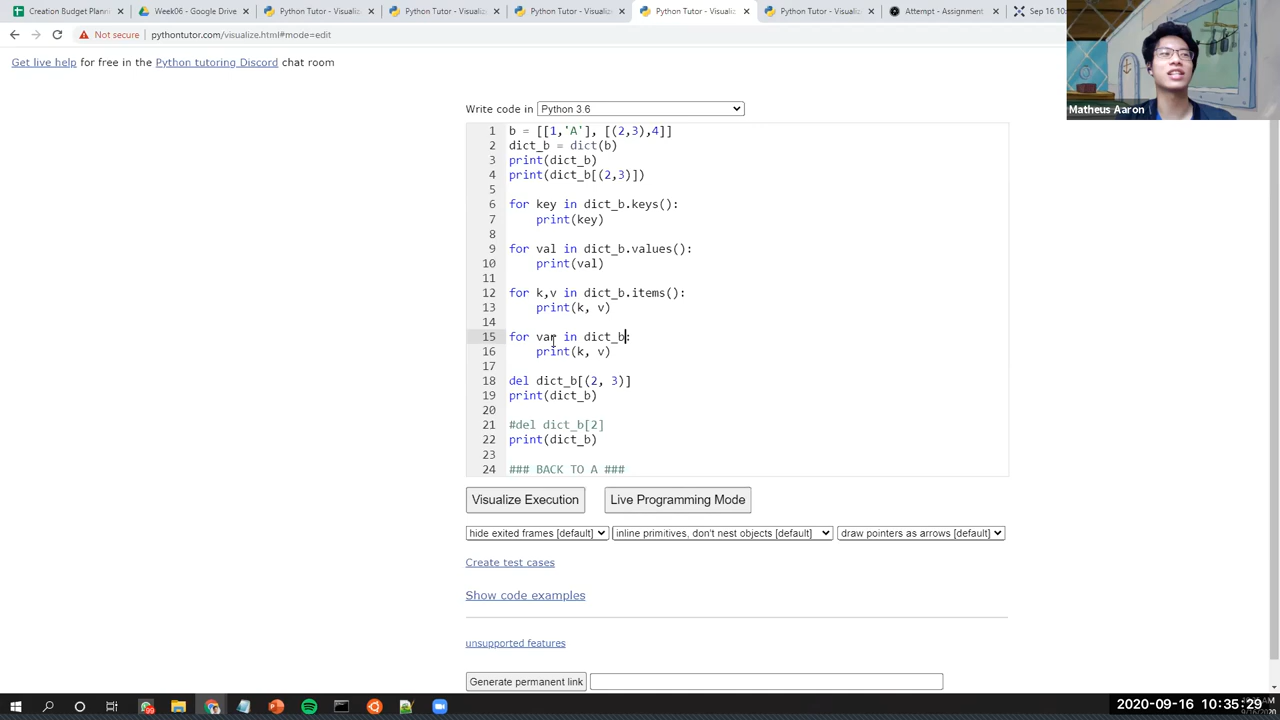 Creation Budget Planne
Week06 - Google Drive
Python Tutor - Visualiz
Python Tutor - Visualiz
Python Tutor - Visualiz
Python Tutor - Visualiz
Python Tutor - Visualiz
Attempt - Assignment
Sep 16 10:
Not secure | pythontutor.com/visualize.html#mode=edit
Get live help for free in the Python tutoring Discord chat room
Matheus Aaron
Write code in Python 3.6
1 b = [[1,'A'], [(2,3),4]]
2 dict_b = dict(b)
3 print(dict_b)
4 print(dict_b[(2,3)])
5
6 for key in dict_b.keys():
7 print(key)
8
9 for val in dict_b.values():
10 print(val)
11
12 for k,v in dict_b.items():
13 print(k, v)
14
15 for var in dict_b:
16 print(k, v)
17
18 del dict_b[(2, 3)]
19 print(dict_b)
20
21 #del dict_b[2]
22 print(dict_b)
23
24 ### BACK TO A ###
Visualize Execution Live Programming Mode
hide exited frames [default] inline primitives, don't nest objects [default] draw pointers as arrows [default]
Create test cases
Show code examples
unsupported features
Generate permanent link
2020-09-16 10:35:29